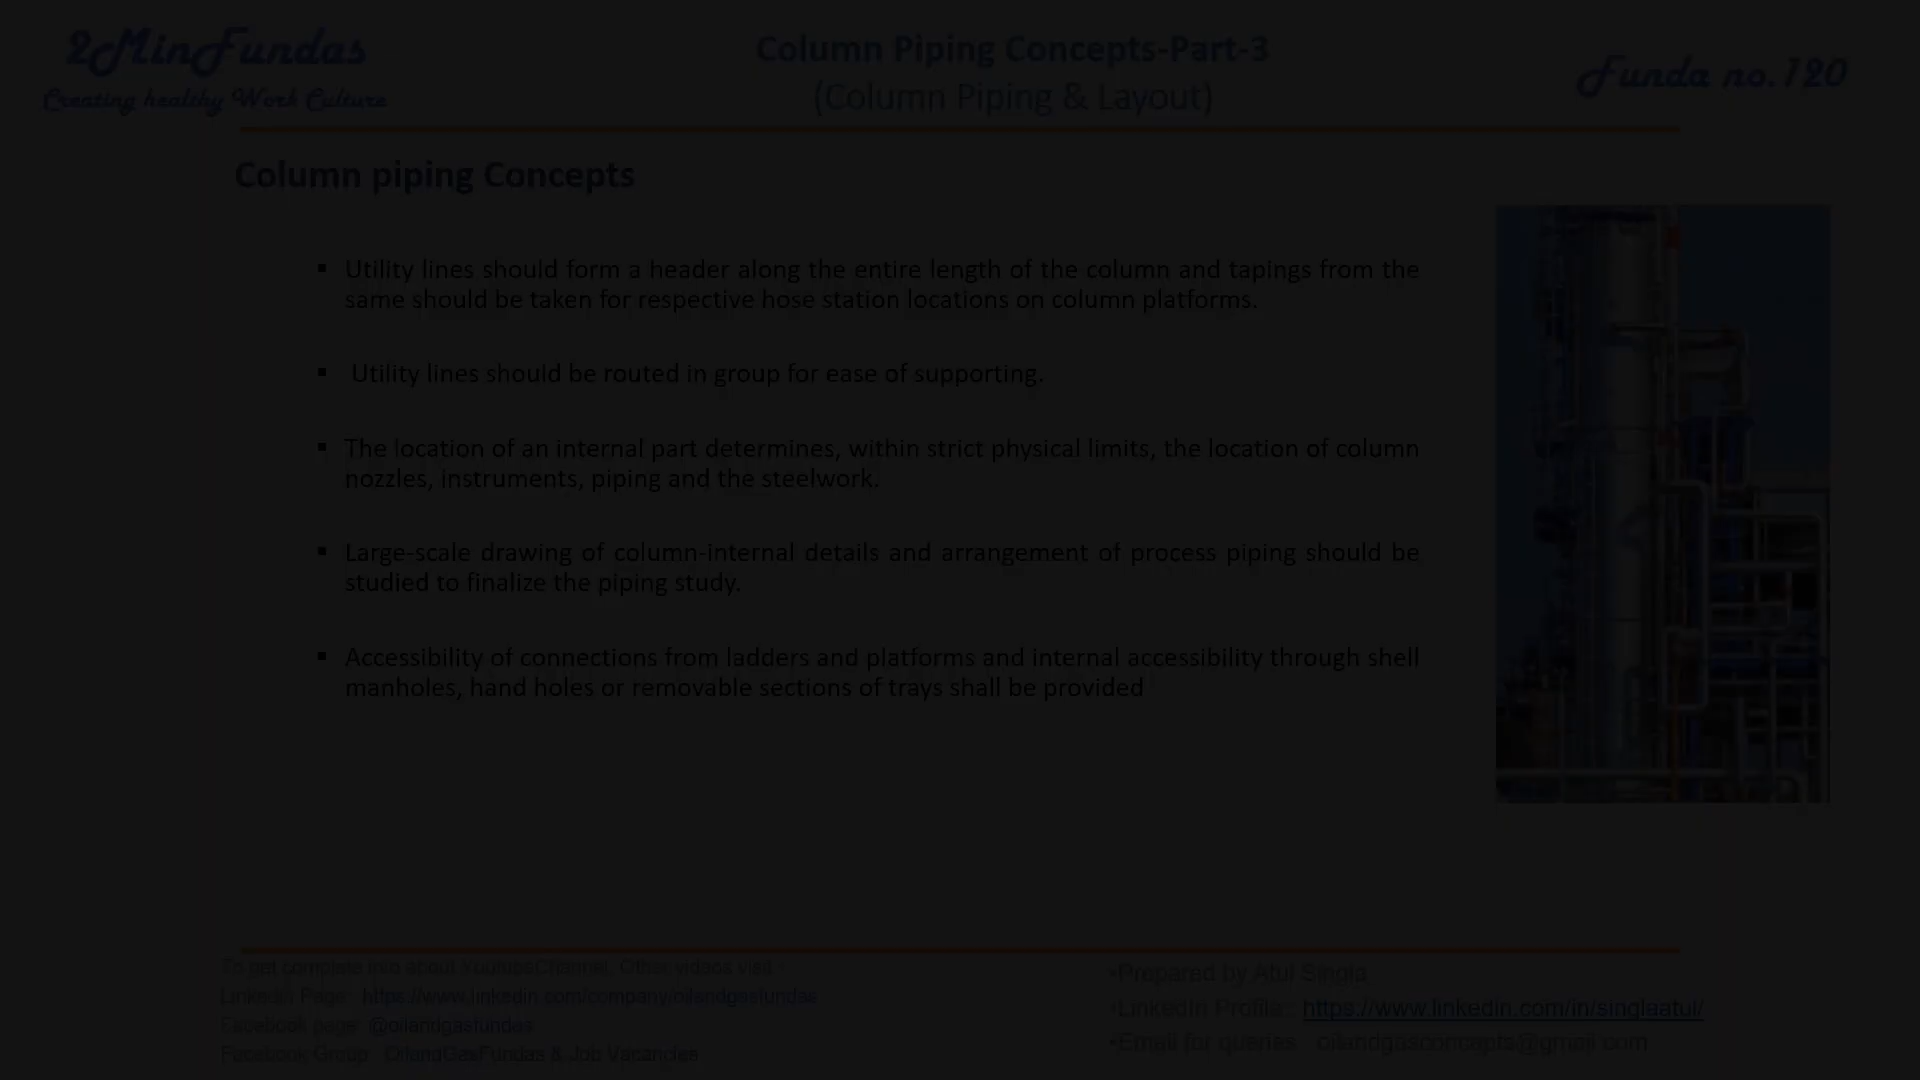 2MinFundas
Creating healthy Work Culture
Column Piping Concepts-Part-3
(Column Piping & Layout)
Funda no.120
Column piping Concepts
▪ Utility lines should form a header along the entire length of the column and tapings from the
same should be taken for respective hose station locations on column platforms.
▪ Utility lines should be routed in group for ease of supporting.
▪ The location of an internal part determines, within strict physical limits, the location of column
nozzles, instruments, piping and the steelwork.
▪ Large-scale drawing of column-internal details and arrangement of process piping should be
studied to finalize the piping study.
▪ Accessibility of connections from ladders and platforms and internal accessibility through shell
manholes, hand holes or removable sections of trays shall be provided
To get complete info about YoutubeChannel, Other videos visit :
Linkedin Page: https://www.linkedin.com/company/oilandgasfundas
Facebook page: @oilandgasfundas
Facebook Group: OilandGasFundas & Job Vacancies
•Prepared by Atul Singla
•LinkedIn Profile:: https://www.linkedin.com/in/singlaatul/
•Email for queries : oilandgasconcepts@gmail.com